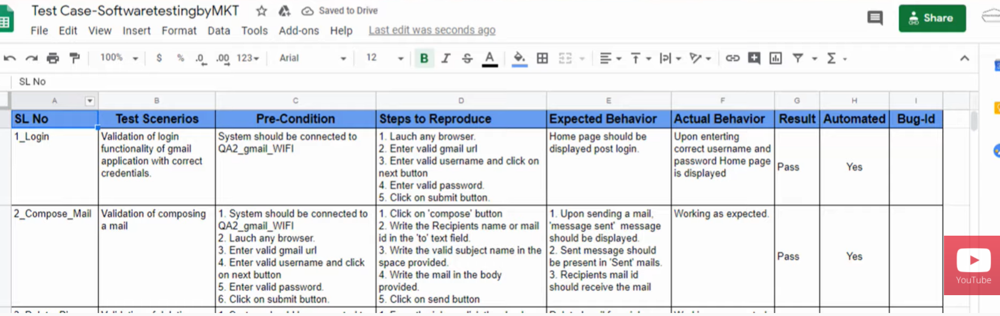 Test Case-SoftwaretestingbyMKT
Saved to Drive
File Edit View Insert Format Data Tools Add-ons Help Last edit was seconds ago
Share
100% $ % .0 .00 123 Arial 12 B I S A
SL No
A B C D E F G H I
SL No Test Scenerios Pre-Condition Steps to Reproduce Expected Behavior Actual Behavior Result Automated Bug-Id
1_Login
Validation of login
functionality of gmail
application with correct
credentials.
System should be connected to
QA2_gmail_WIFI
1. Lauch any browser.
2. Enter valid gmail url
3. Enter valid username and click on
next button
4. Enter valid password.
5. Click on submit button.
Home page should be
displayed post login.
Upon enterting
correct username and
password Home page
is displayed
Pass
Yes
2_Compose_Mail
Validation of composing
a mail
1. System should be connected to
QA2_gmail_WIFI
2. Lauch any browser.
3. Enter valid gmail url
4. Enter valid username and click
on next button
5. Enter valid password.
6. Click on submit button.
1. Click on 'compose' button
2. Write the Recipients name or mail
id in the 'to' text field.
3. Write the valid subject name in the
space provided.
4. Write the mail in the body
provided.
5. Click on send button
1. Upon sending a mail,
'message sent' message
should be displayed.
2. Sent message should
be present in 'Sent' mails.
3. Recipients mail id
should receive the mail
Working as expected.
Pass
Yes
YouTube